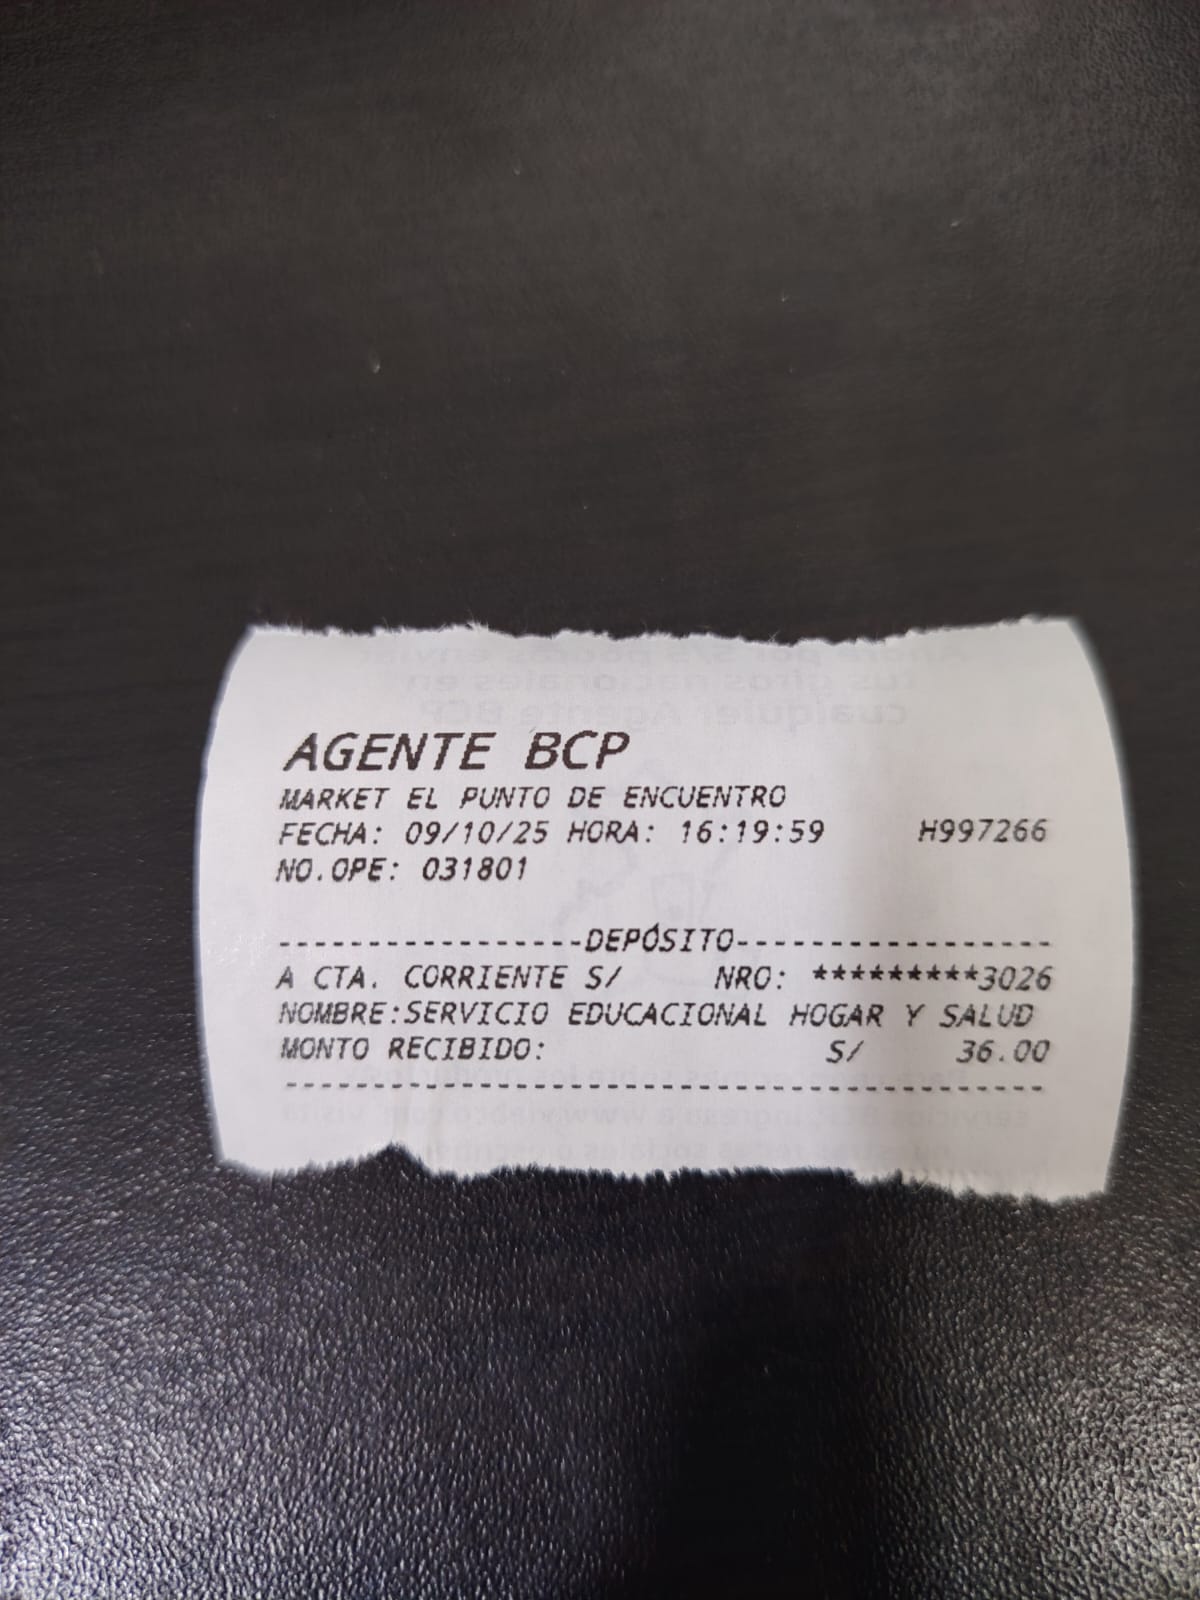 AGENTE BCP
MARKET EL PUNTO DE ENCUENTRO
FECHA: 09/10/25 HORA: 16:19:59 H997266
NO.OPE: 031801
-----------------DEPÓSITO------------------
A CTA. CORRIENTE S/ NRO: *********3026
NOMBRE:SERVICIO EDUCACIONAL HOGAR Y SALUD
MONTO RECIBIDO: S/ 36.00
-------------------------------------------